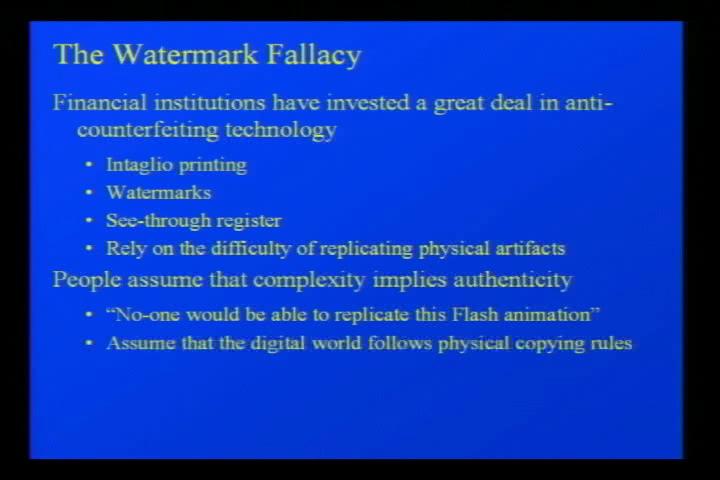 The Watermark Fallacy
Financial institutions have invested a great deal in anti-
counterfeiting technology
• Intaglio printing
• Watermarks
• See-through register
• Rely on the difficulty of replicating physical artifacts
People assume that complexity implies authenticity
• “No-one would be able to replicate this Flash animation”
• Assume that the digital world follows physical copying rules